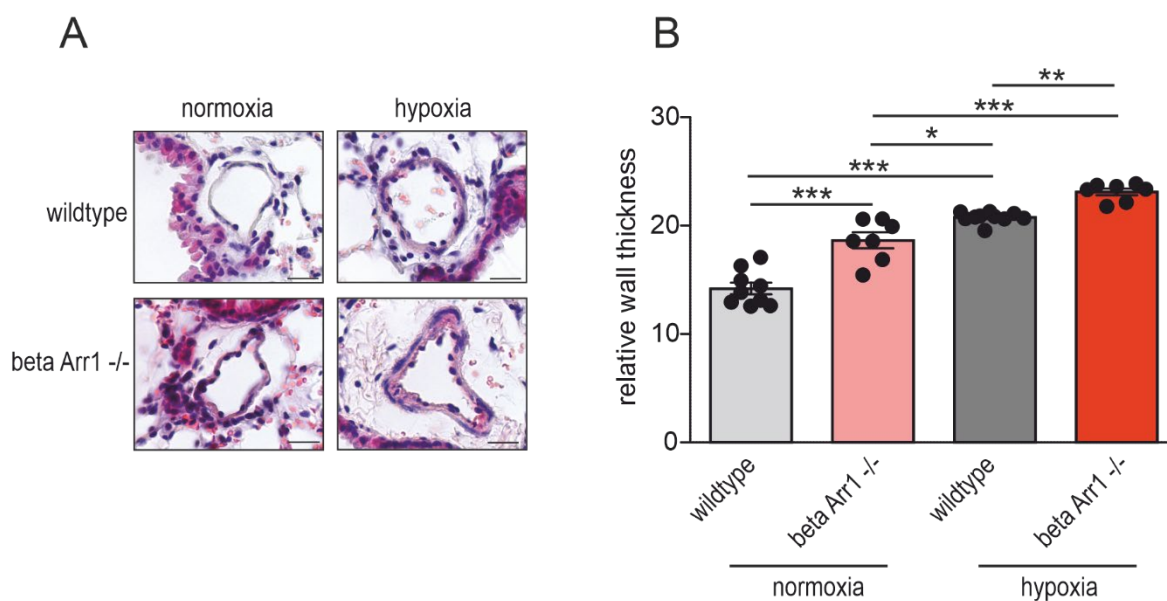 A
normoxia hypoxia
wildtype
beta Arr1 -/-
B
**
***
*
***
***
30
20
10
0
relative wall thickness
wildtype
beta Arr1 -/-
wildtype
beta Arr1 -/-
normoxia
hypoxia